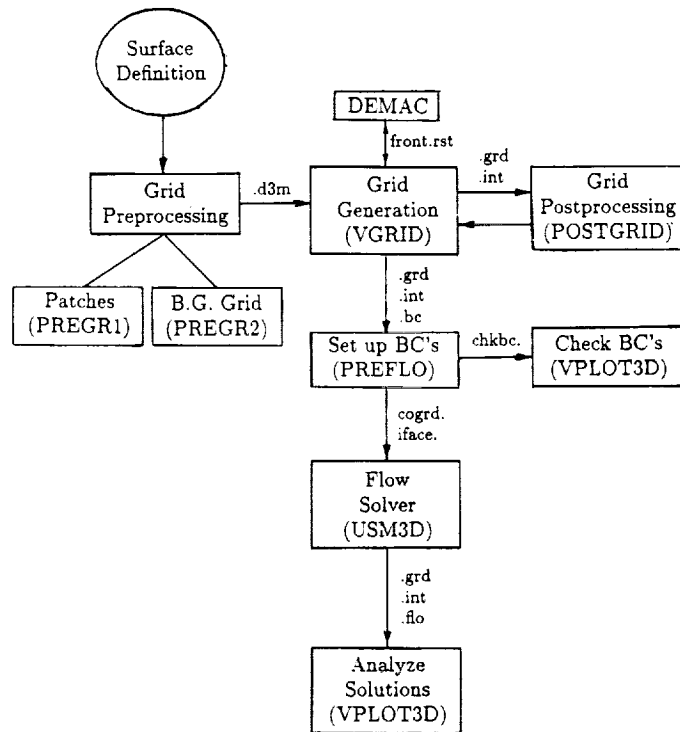 Surface
Definition
DEMAC
front.rst
Grid
Preprocessing
.d3m
Grid
Generation
(VGRID)
.grd
.int
Grid
Postprocessing
(POSTGRID)
Patches
(PREGR1)
B.G. Grid
(PREGR2)
.grd
.int
.bc
Set up BC's
(PREFLO)
chkbc.
Check BC's
(VPLOT3D)
cogrd.
iface.
Flow
Solver
(USM3D)
.grd
.int
.flo
Analyze
Solutions
(VPLOT3D)